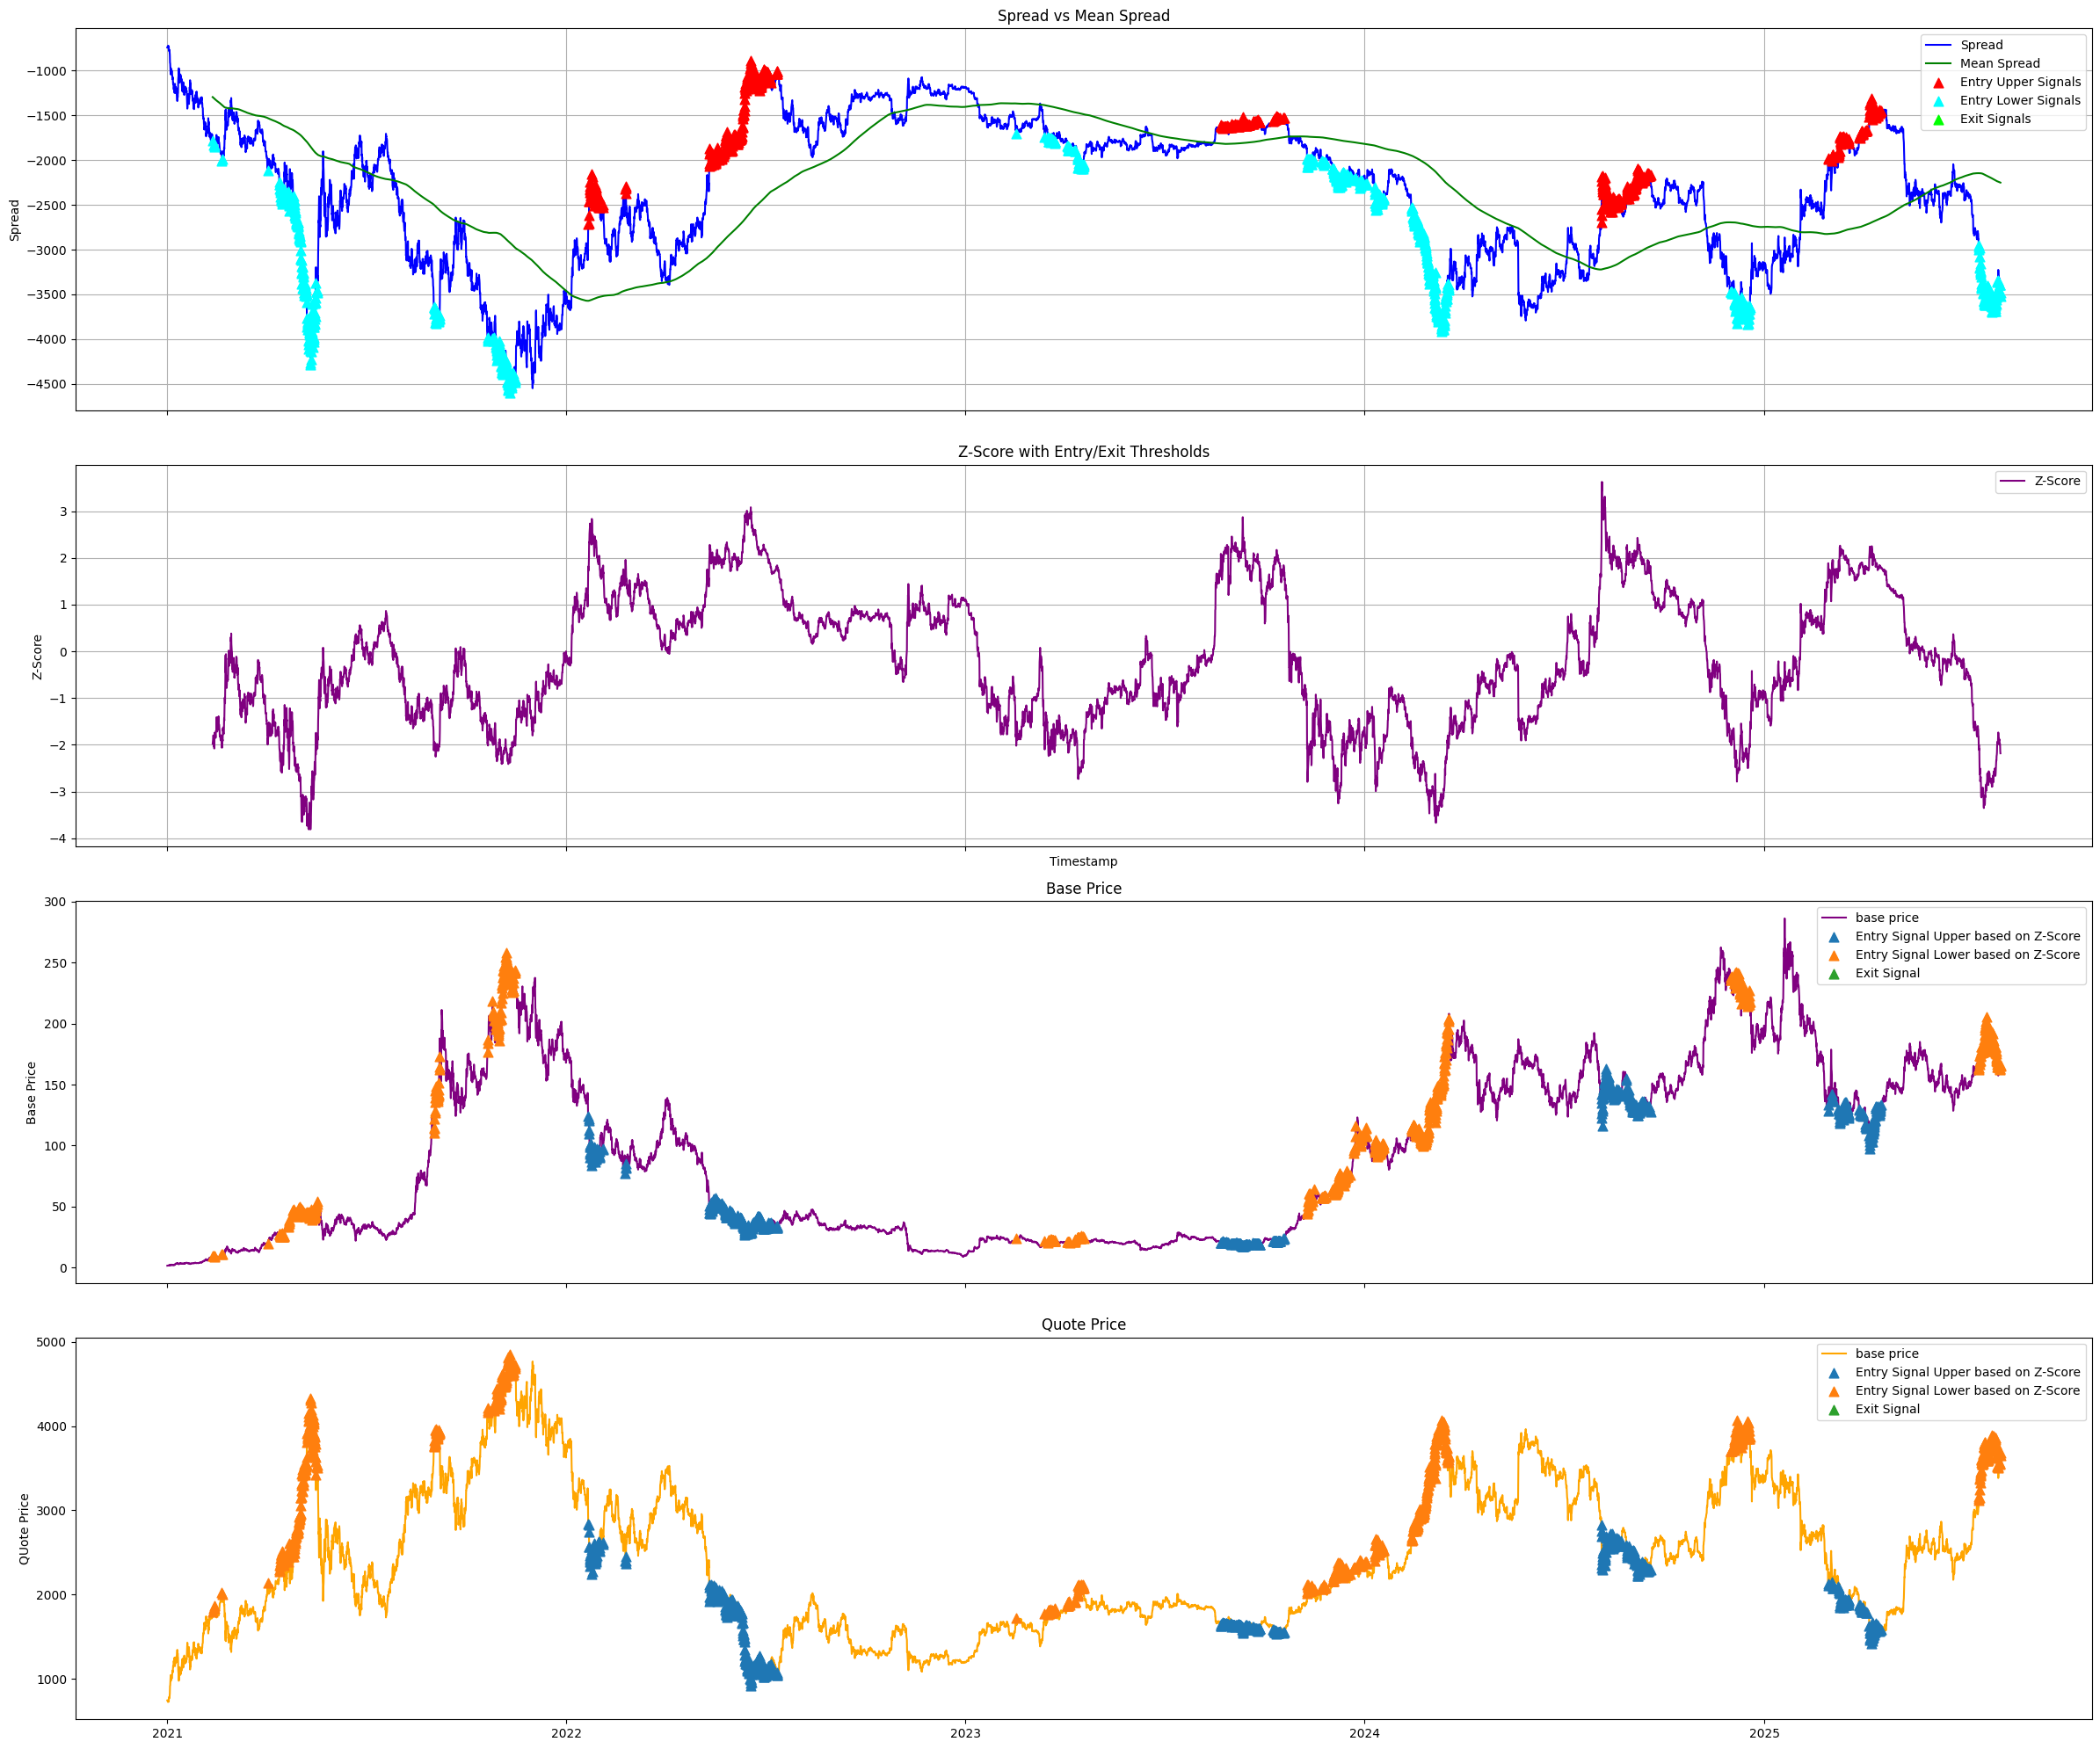 Spread vs Mean Spread
Spread
Mean Spread
Entry Upper Signals
Entry Lower Signals
Exit Signals
Spread
−1000
−1500
−2000
−2500
−3000
−3500
−4000
−4500
Z-Score with Entry/Exit Thresholds
Z-Score
Z-Score
3
2
1
0
−1
−2
−3
−4
Timestamp
Base Price
base price
Entry Signal Upper based on Z-Score
Entry Signal Lower based on Z-Score
Exit Signal
Base Price
300
250
200
150
100
50
0
Quote Price
base price
Entry Signal Upper based on Z-Score
Entry Signal Lower based on Z-Score
Exit Signal
QUote Price
5000
4000
3000
2000
1000
2021
2022
2023
2024
2025